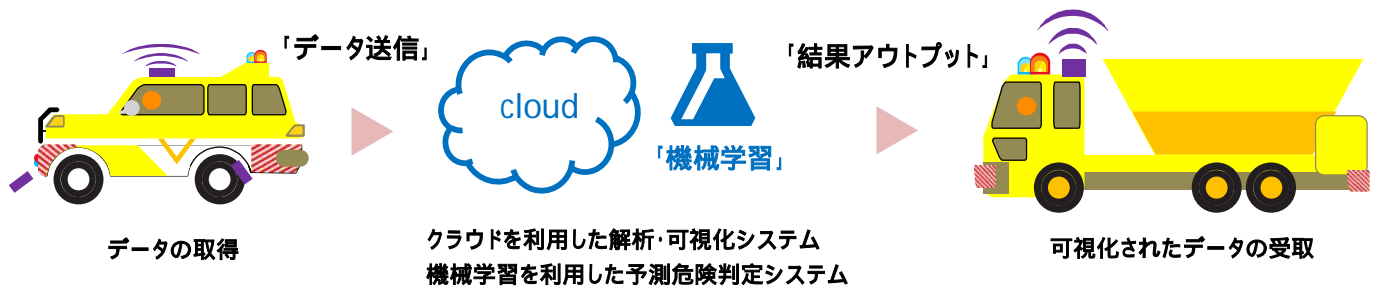 「データ送信」
cloud
「機械学習」
「結果アウトプット」
データの取得
クラウドを利用した解析・可視化システム
機械学習を利用した予測危険判定システム
可視化されたデータの受取